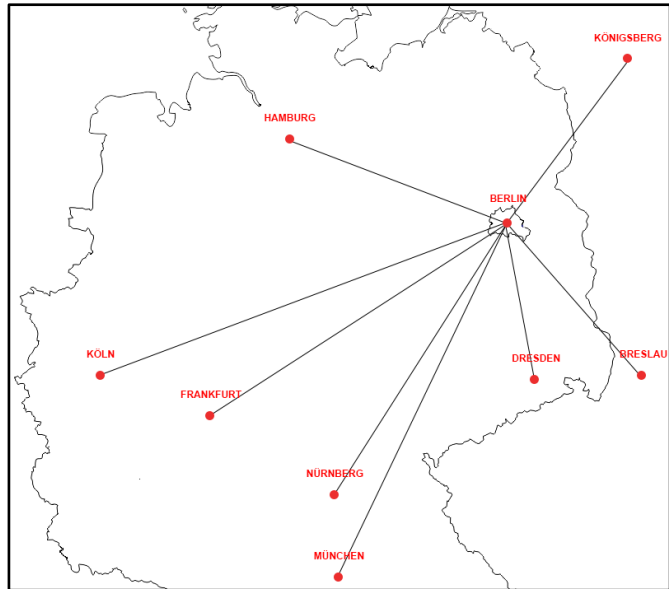 KÖNIGSBERG
HAMBURG
BERLIN
KÖLN
DRESDEN
BRESLAU
FRANKFURT
NÜRNBERG
MÜNCHEN